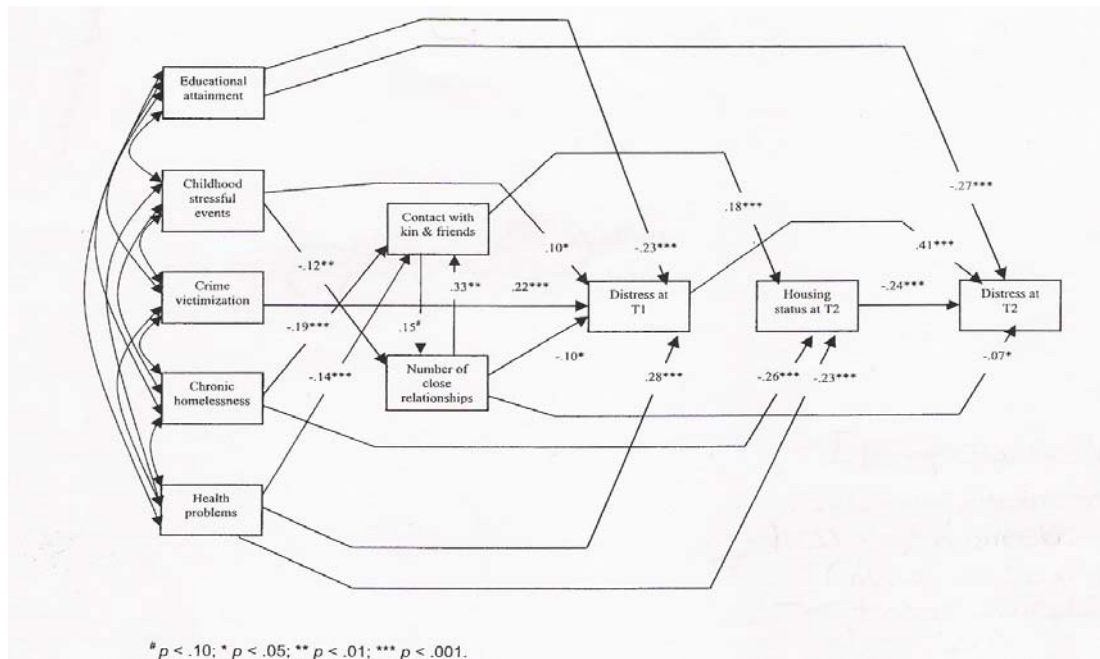 Educational
attainment
Childhood
stressful
events
Crime
victimization
Chronic
homelessness
Health
problems
Contact with
kin & friends
Number of
close
relationships
Distress at
T1
Housing
status at T2
Distress at
T2
-.12**
-.19***
-.14***
.15#
.33**
.22***
.10*
-.23***
-.10*
.28***
.18***
-.26***
-.23***
.41***
-.27***
-.24***
-.07*
# p < .10; * p < .05; ** p < .01; *** p < .001.